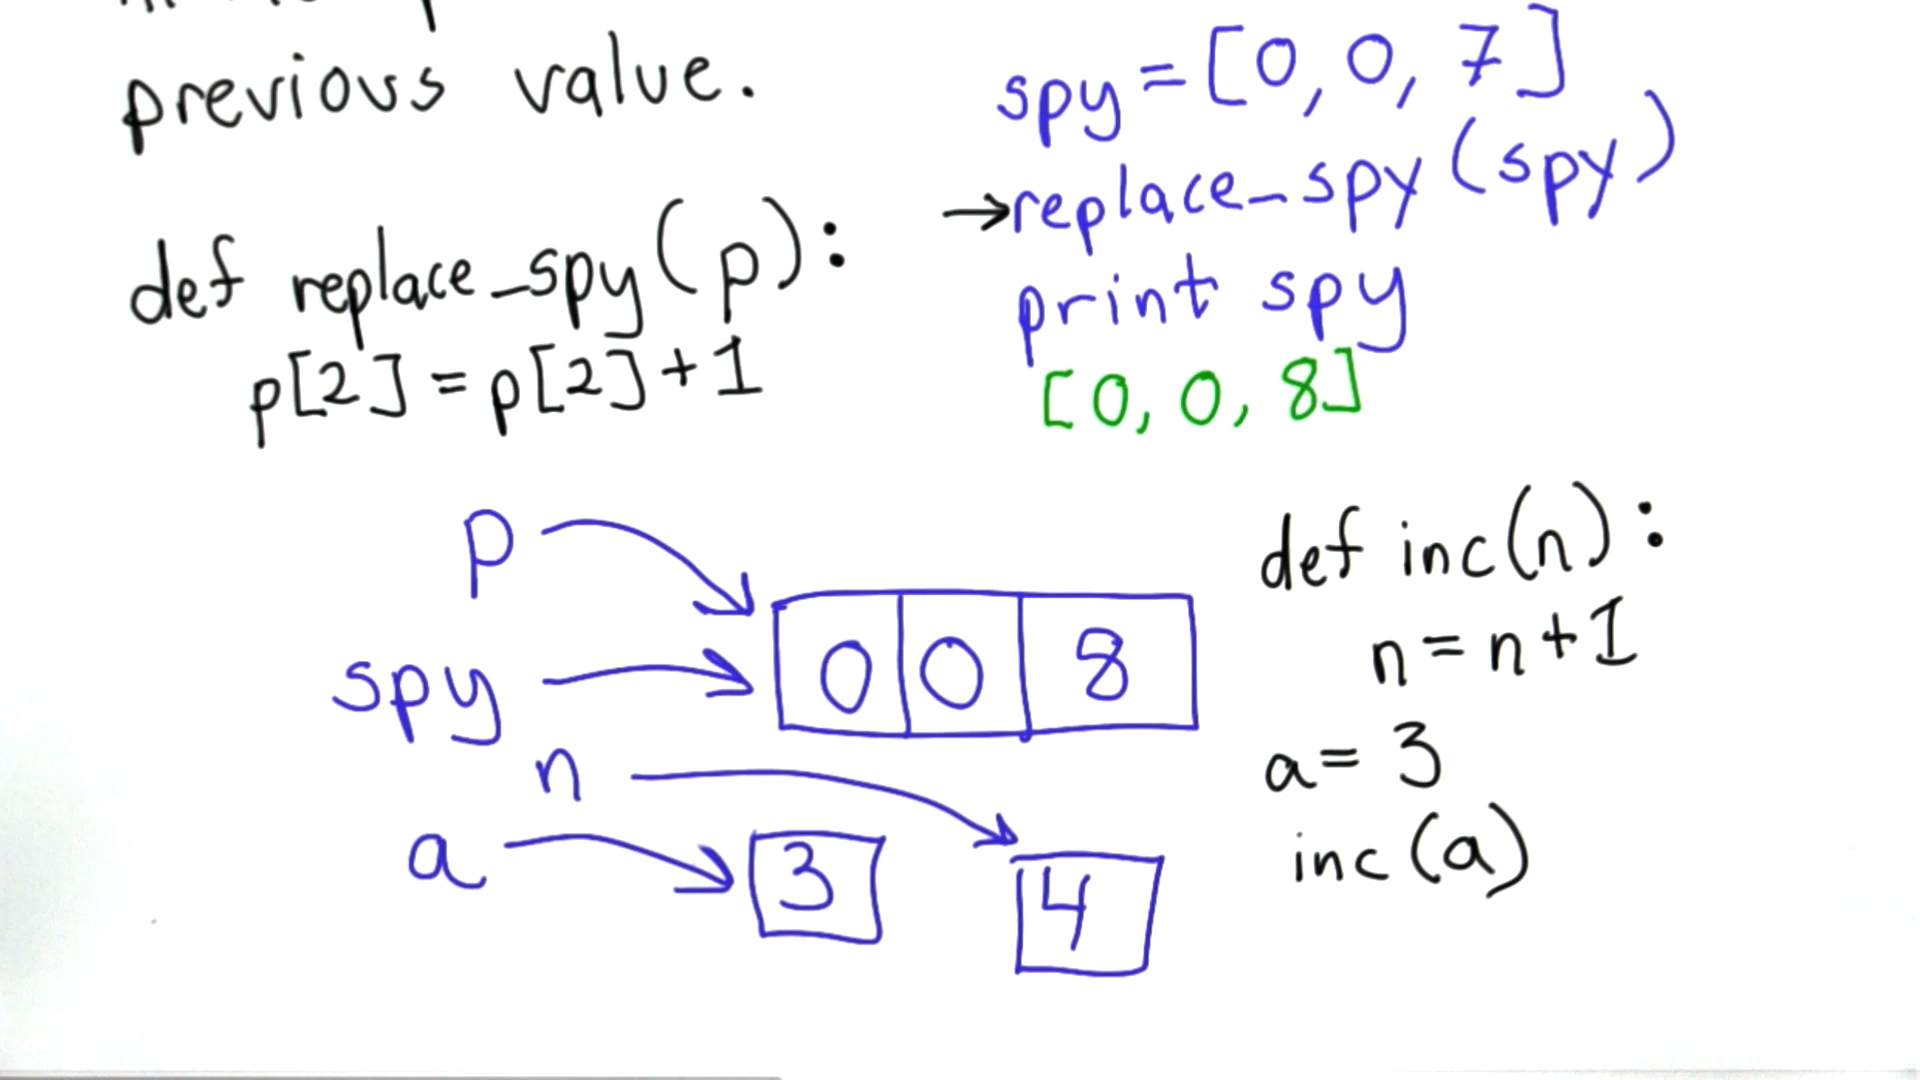 previous value.
def replace_spy(p):
p[2] = p[2]+1
spy=[0, 0, 7]
→replace_spy(spy)
print spy
[0, 0, 8]
p
spy
0 0 8
n
a
3
4
def inc(n):
n=n+1
a= 3
inc(a)